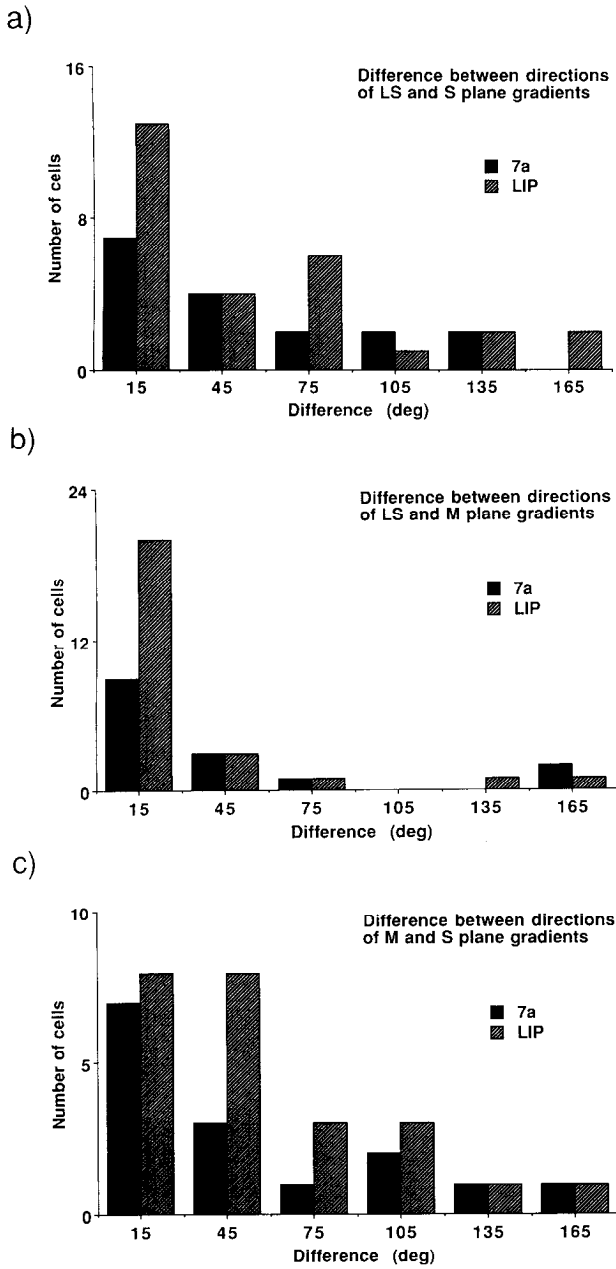 a)
Difference between directions
of LS and S plane gradients
7a
LIP
Number of cells
16
8
0
15 45 75 105 135 165
Difference (deg)
b)
Difference between directions
of LS and M plane gradients
7a
LIP
Number of cells
24
12
0
15 45 75 105 135 165
Difference (deg)
c)
Difference between directions
of M and S plane gradients
7a
LIP
Number of cells
10
5
0
15 45 75 105 135 165
Difference (deg)